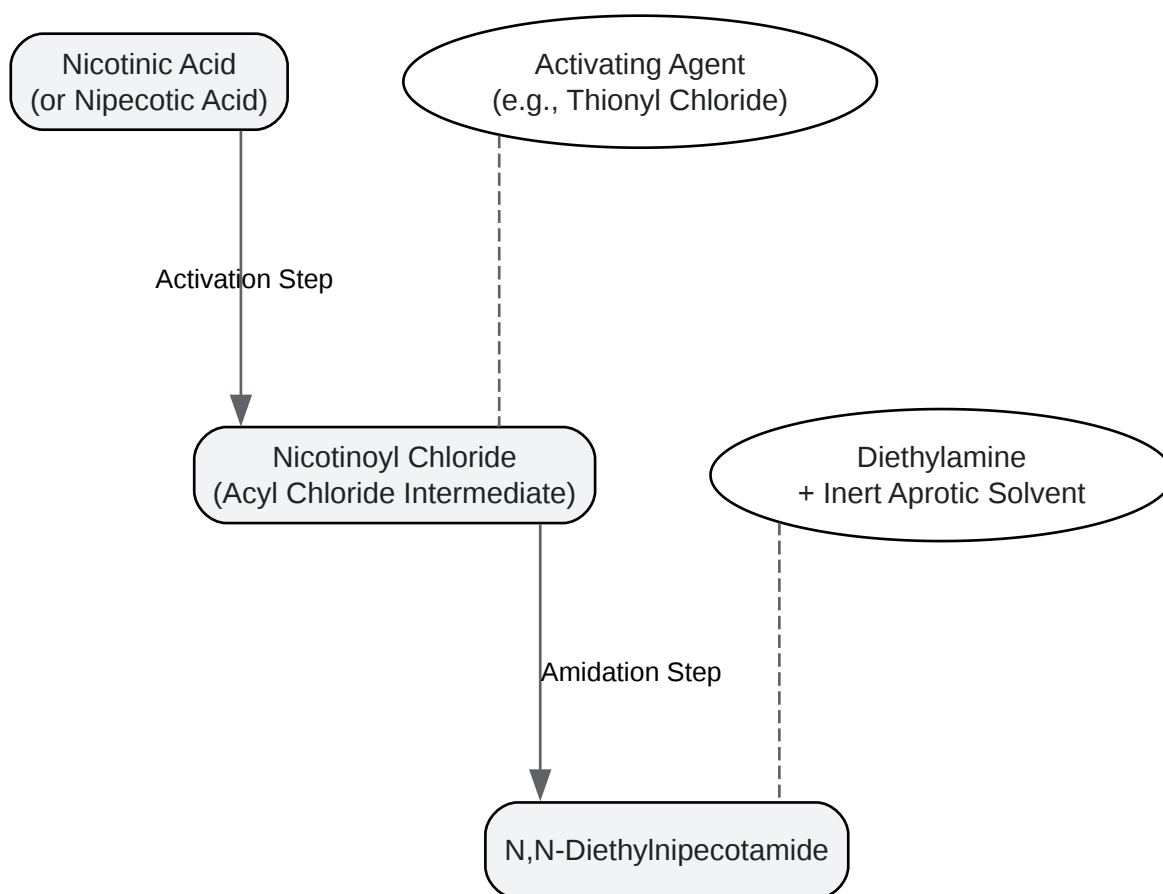 Nicotinic Acid
(or Nipecotic Acid)
Activating Agent
(e.g., Thionyl Chloride)
Activation Step
Nicotinoyl Chloride
(Acyl Chloride Intermediate)
Diethylamine
+ Inert Aprotic Solvent
Amidation Step
N,N-Diethylnipecotamide